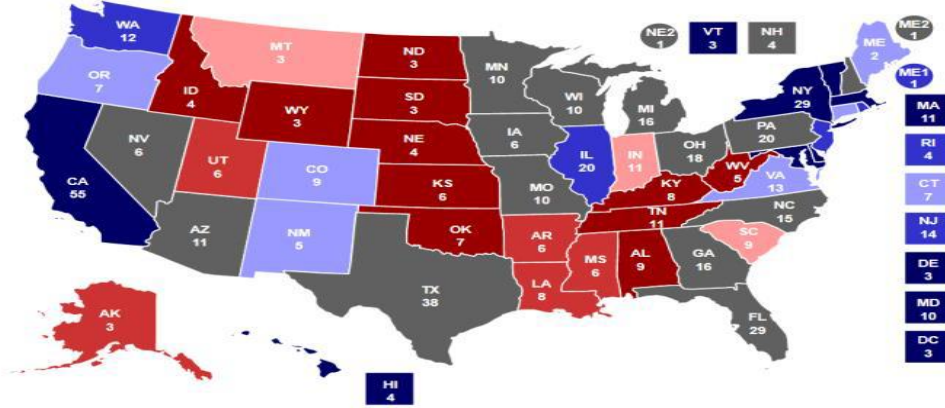 WA
12
OR
7
CA
55
NV
6
ID
4
MT
3
WY
3
UT
6
AZ
11
CO
9
NM
5
ND
3
SD
3
NE
4
KS
6
OK
7
TX
38
MN
10
IA
6
MO
10
AR
6
LA
8
WI
10
IL
20
MS
6
MI
16
IN
11
KY
8
TN
11
AL
9
OH
18
WV
5
GA
16
FL
29
SC
9
NC
15
VA
13
PA
20
NY
29
ME
2
AK
3
HI
4
NE2
1
VT
3
NH
4
ME2
1
ME1
1
MA
11
RI
4
CT
7
NJ
14
DE
3
MD
10
DC
3